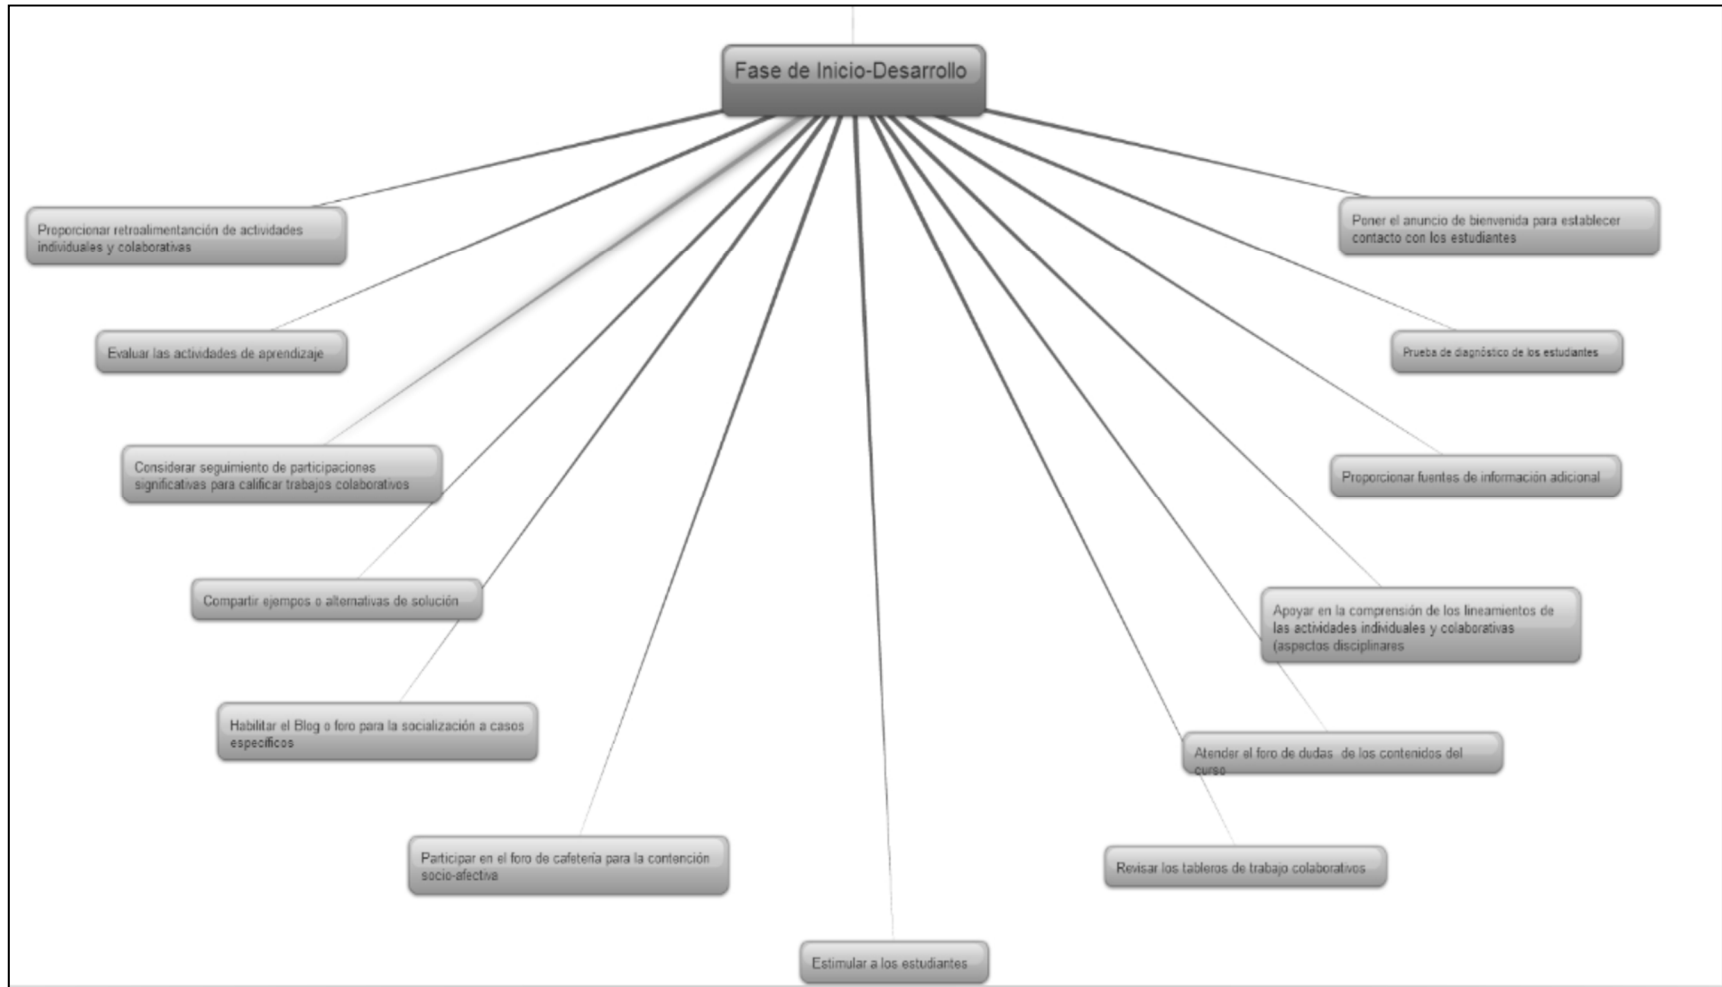 Fase de Inicio-Desarrollo
Proporcionar retroalimentanción de actividades
individuales y colaborativas
Poner el anuncio de bienvenida para establecer
contacto con los estudiantes
Evaluar las actividades de aprendizaje
Prueba de diagnóstico de los estudiantes
Considerar seguimiento de participaciones
significativas para calificar trabajos colaborativos
Proporcionar fuentes de información adicional
Compartir ejempos o alternativas de solución
Apoyar en la comprensión de los lineamientos de
las actividades individuales y colaborativas
(aspectos disciplinares
Habilitar el Blog o foro para la socialización a casos
específicos
Atender el foro de dudas de los contenidos del
curso
Participar en el foro de cafetería para la contención
socio-afectiva
Revisar los tableros de trabajo colaborativos
Estimular a los estudiantes